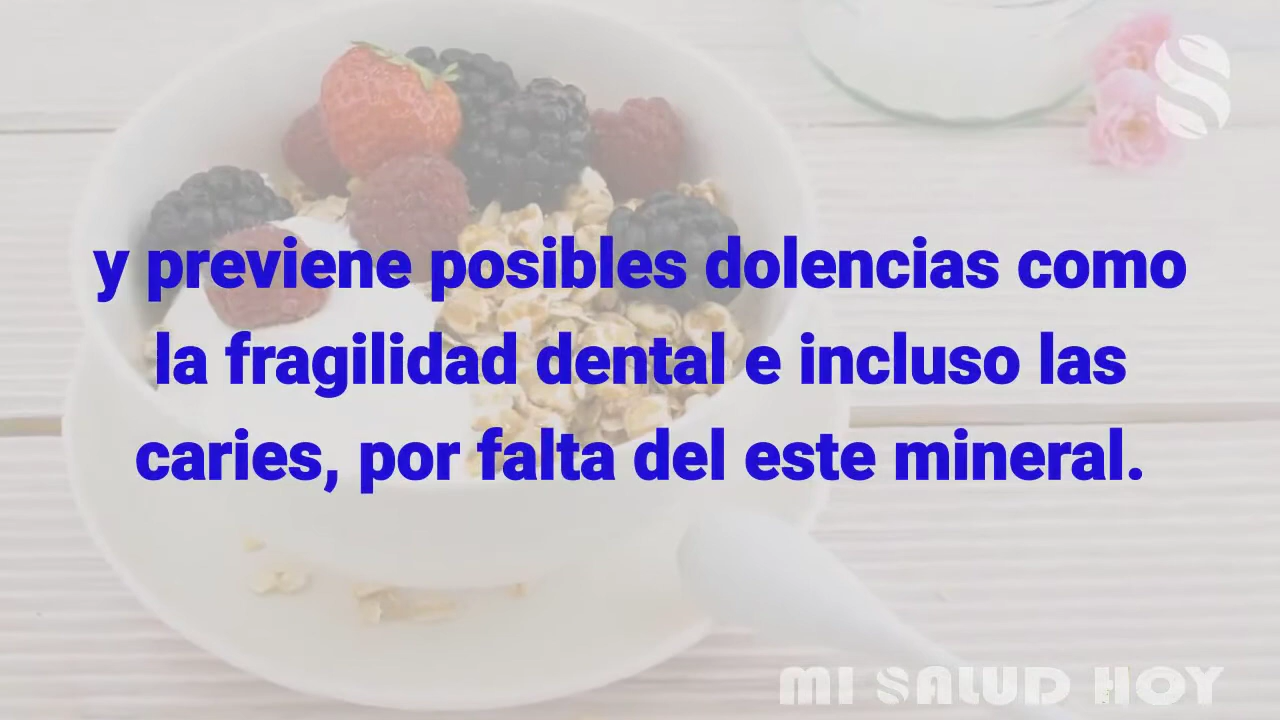 y previene posibles dolencias como
la fragilidad dental e incluso las
caries, por falta del este mineral.
MI SALUD HOY